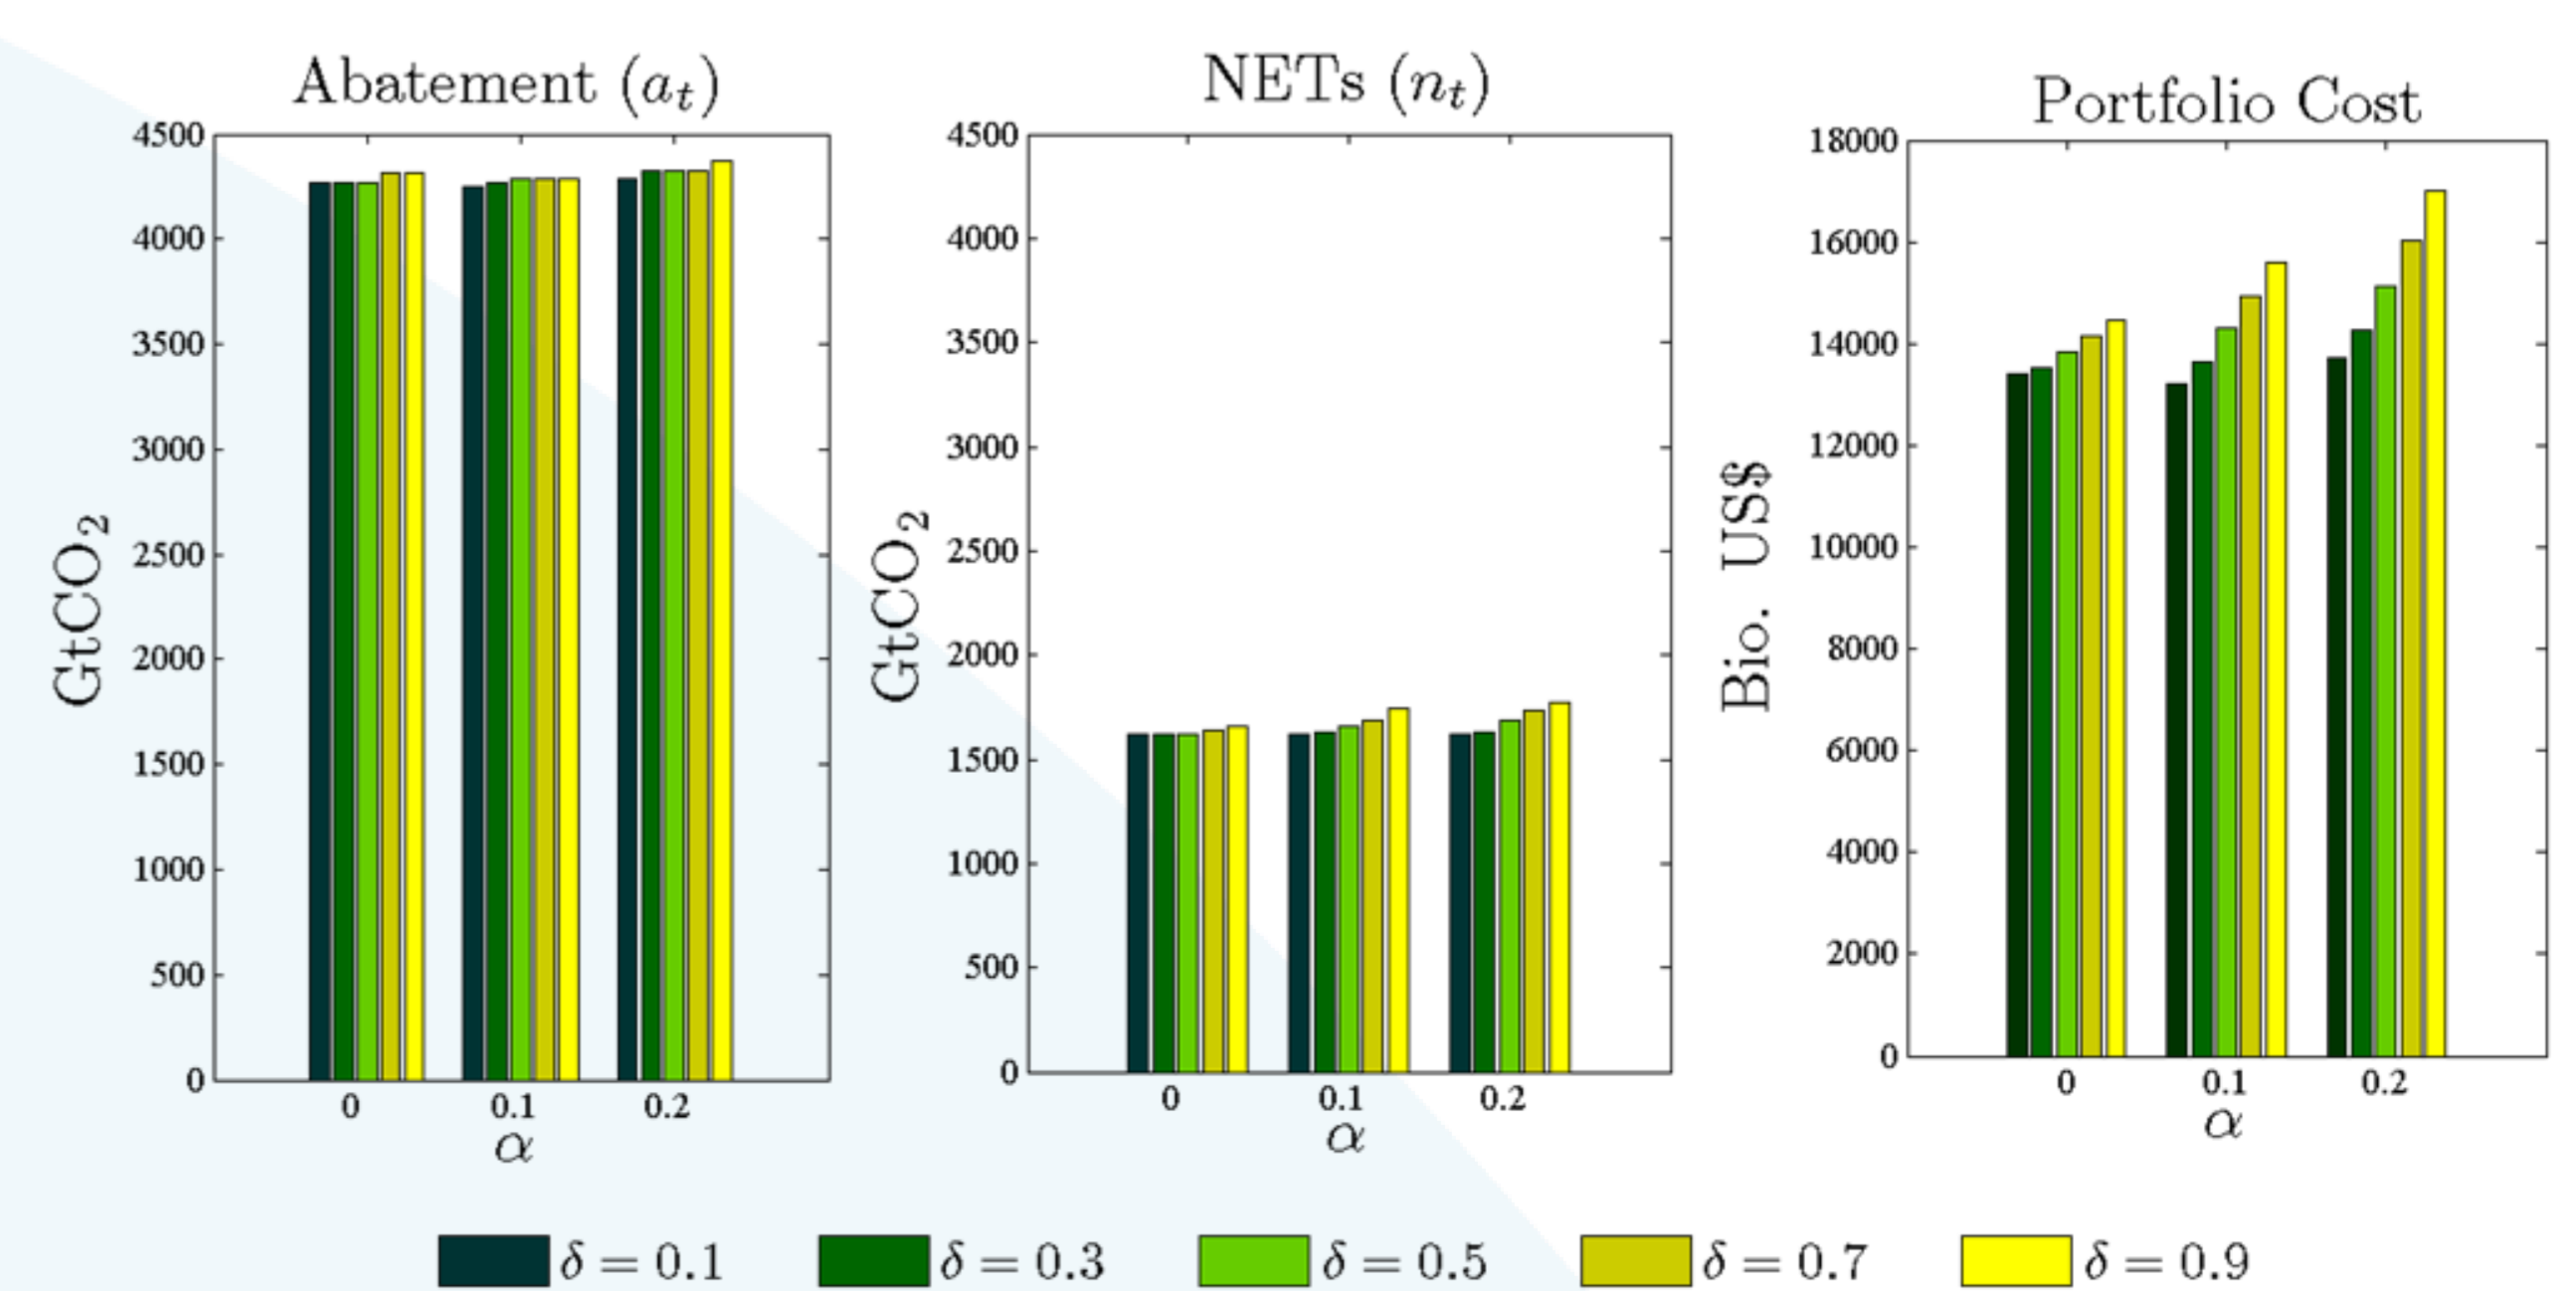 Abatement (aₜ)
4500
4000
3500
3000
2500
2000
1500
1000
500
0
GtCO₂
0 0.1 0.2
α
NETs (nₜ)
4500
4000
3500
3000
2500
2000
1500
1000
500
0
GtCO₂
0 0.1 0.2
α
Portfolio Cost
18000
16000
14000
12000
10000
8000
6000
4000
2000
0
Bio. US$
0 0.1 0.2
α
δ = 0.1 δ = 0.3 δ = 0.5 δ = 0.7 δ = 0.9